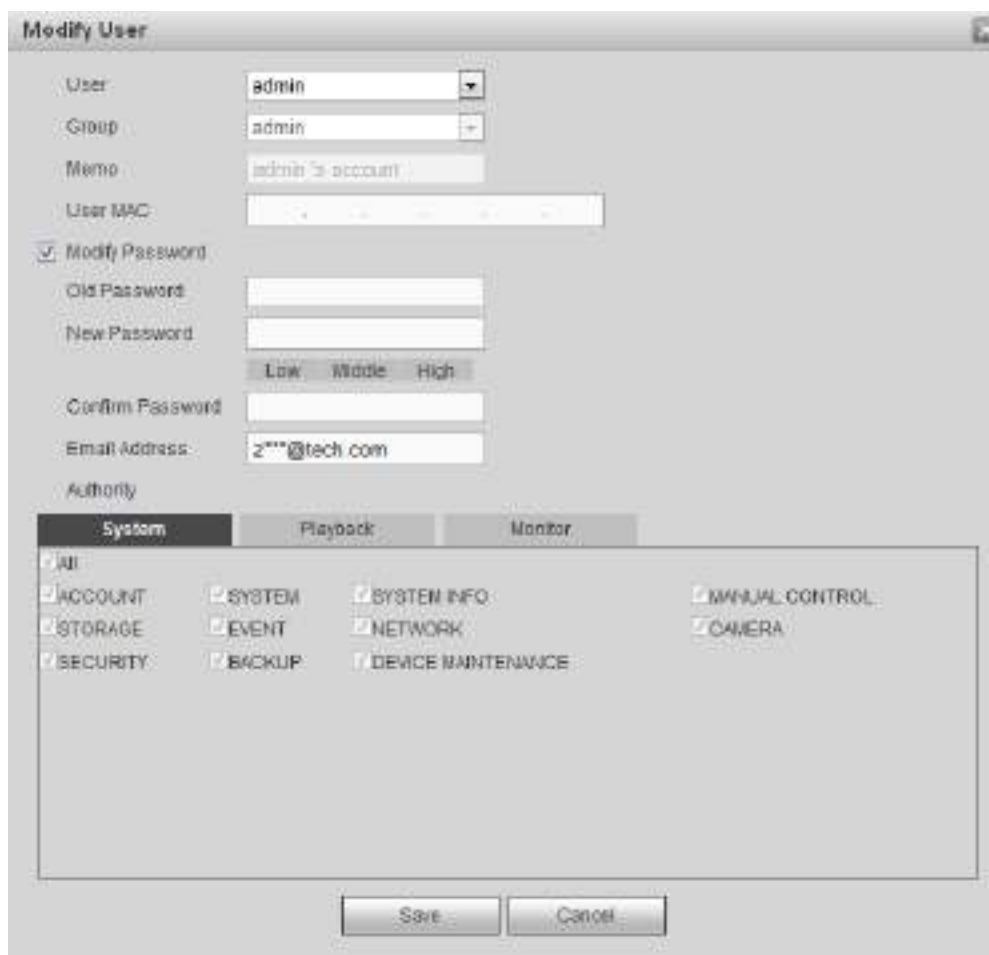 Modify User
User admin
Group admin
Memo admin 's account
User MAC
Modify Password
Old Password
New Password
Low Middle High
Confirm Password
Email Address z***@tech.com
Authority
System Playback Monitor
All
ACCOUNT SYSTEM SYSTEM INFO MANUAL CONTROL
STORAGE EVENT NETWORK CAMERA
SECURITY BACKUP DEVICE MAINTENANCE
Save Cancel